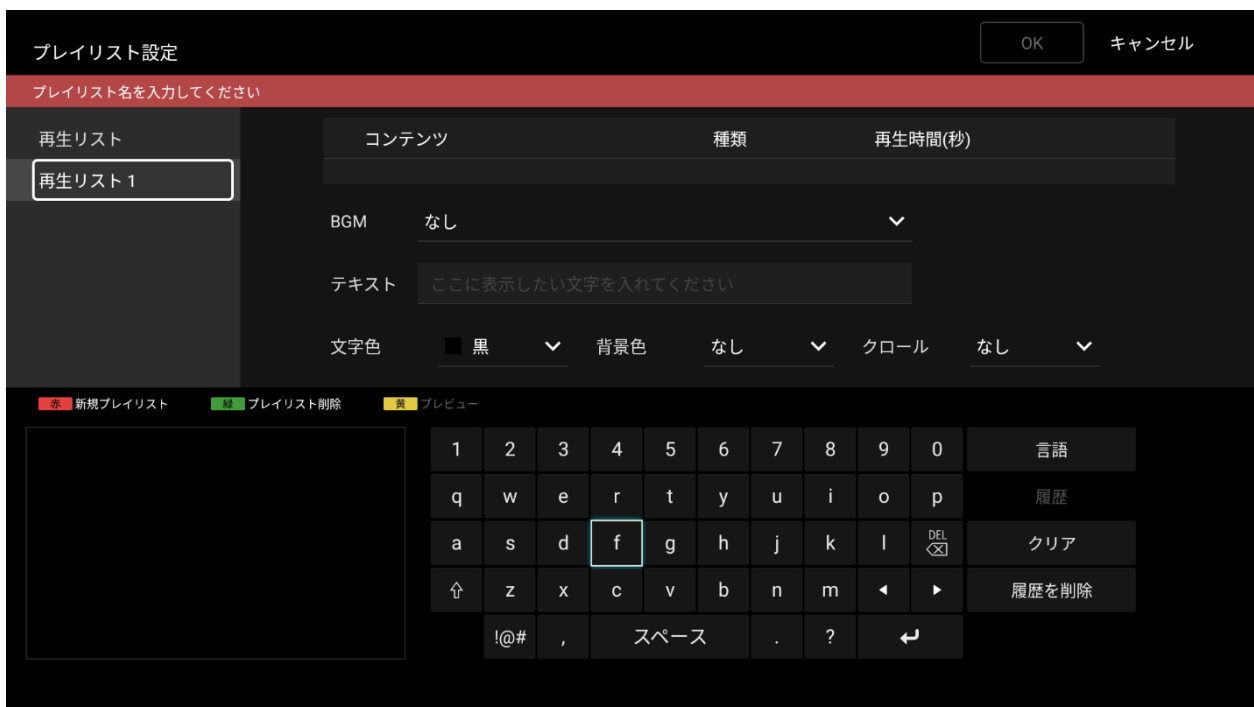 プレイリスト設定
OK キャンセル
プレイリスト名を入力してください
再生リスト
再生リスト 1
コンテンツ 種類 再生時間(秒)
BGM なし
テキスト ここに表示したい文字を入れてください
文字色 黒 背景色 なし クロール なし
赤 新規プレイリスト 緑 プレイリスト削除 黄 プレビュー
1 2 3 4 5 6 7 8 9 0 言語
q w e r t y u i o p 履歴
a s d f g h j k l DEL クリア
z x c v b n m 履歴を削除
!@# , スペース . ?